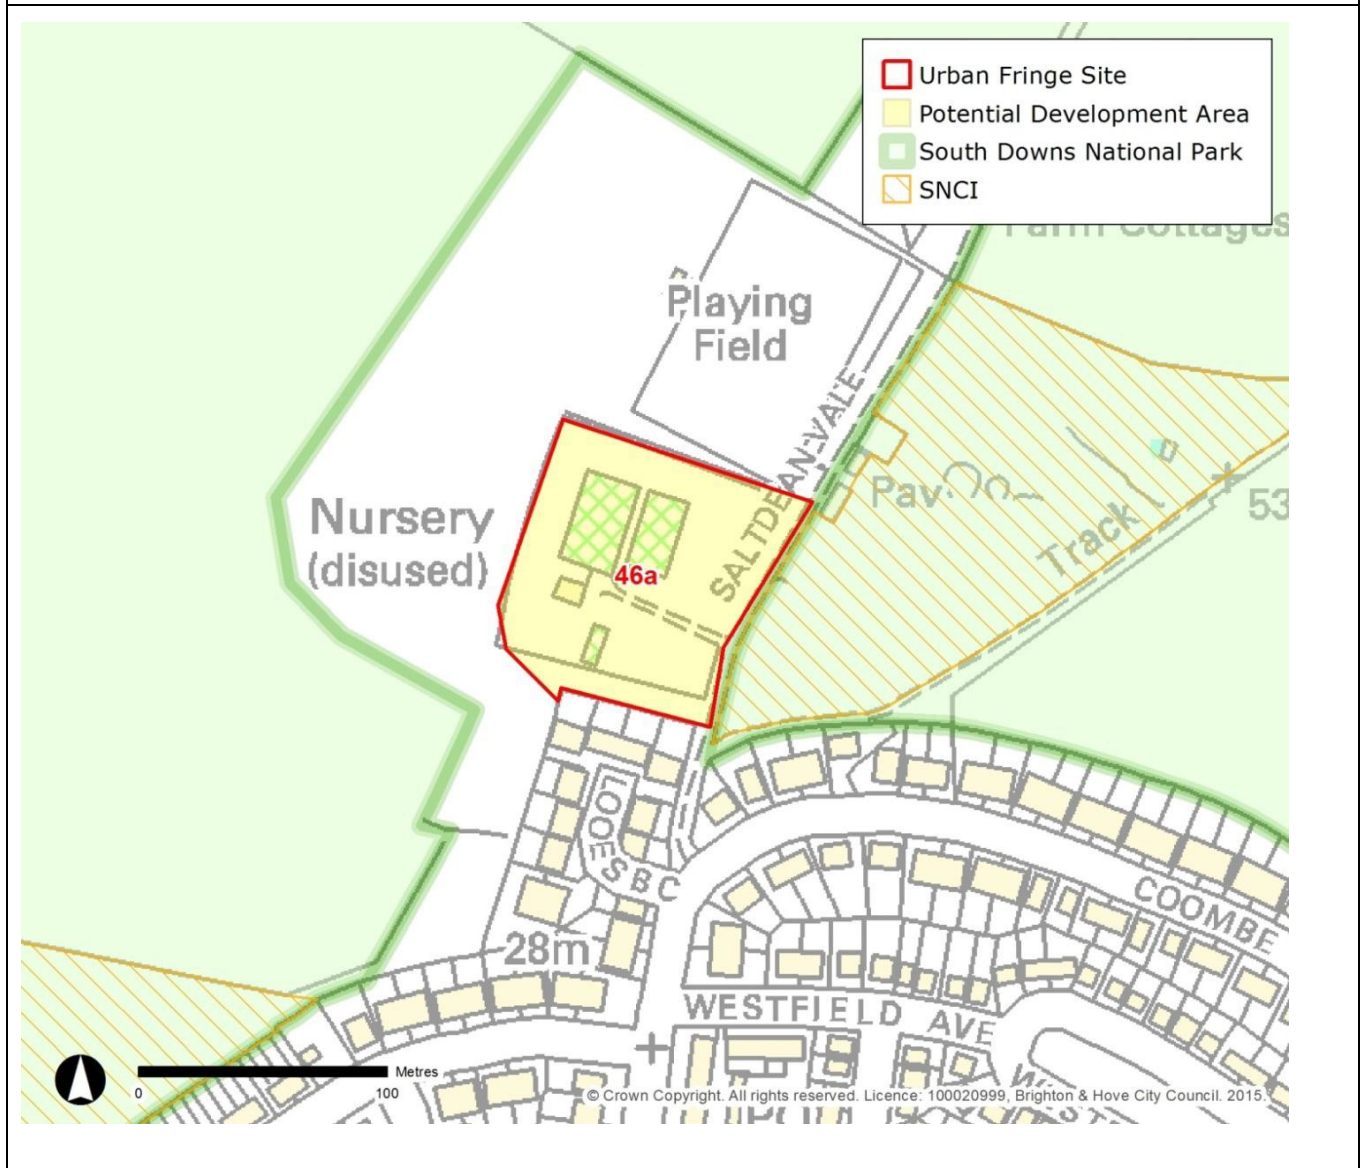 Urban Fringe Site
Potential Development Area
South Downs National Park
SNCI
Farm Cottages
Playing
Field
SALTDEAN VALE
Nursery
(disused)
46a
Pav
Track
53
LOOES B C
28m
COOMBE
WESTFIELD AVE
Metres
0
100
© Crown Copyright. All rights reserved. Licence: 100020999, Brighton & Hove City Council. 2015.